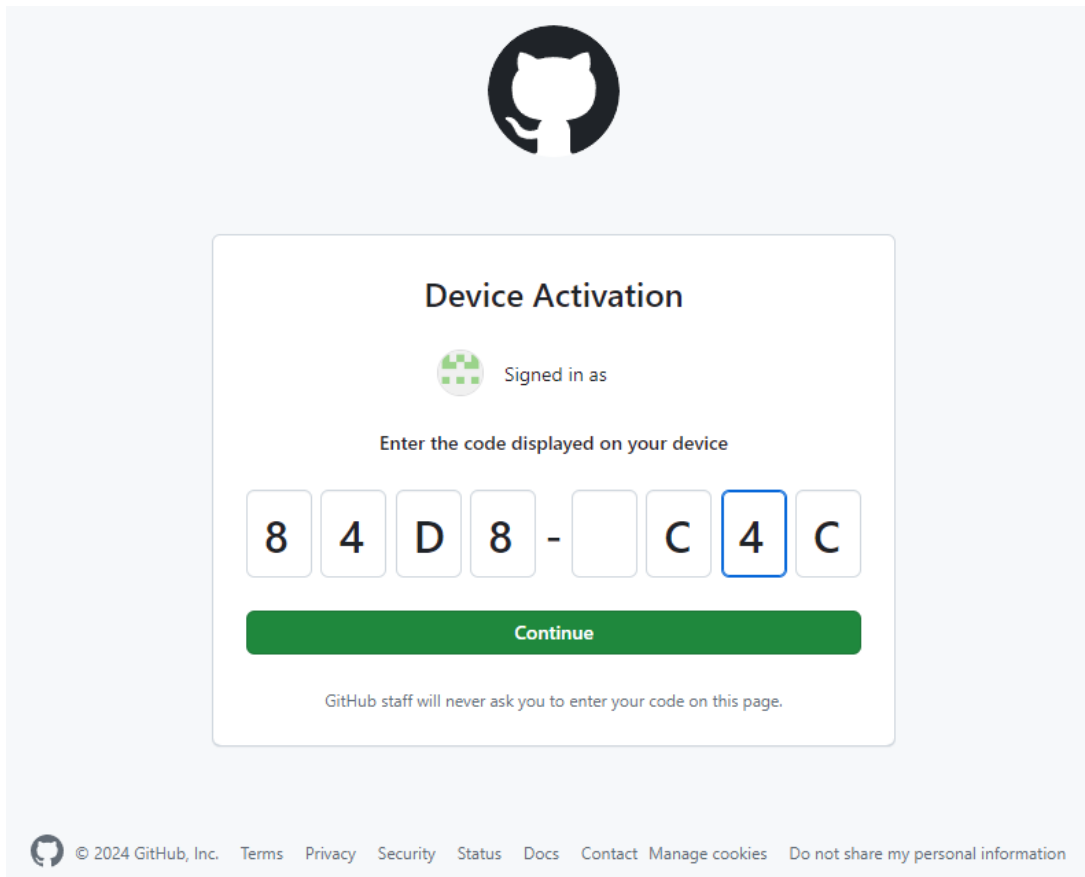 Device Activation
Signed in as
Enter the code displayed on your device
8 4 D 8 - C 4 C
Continue
GitHub staff will never ask you to enter your code on this page.
© 2024 GitHub, Inc. Terms Privacy Security Status Docs Contact Manage cookies Do not share my personal information